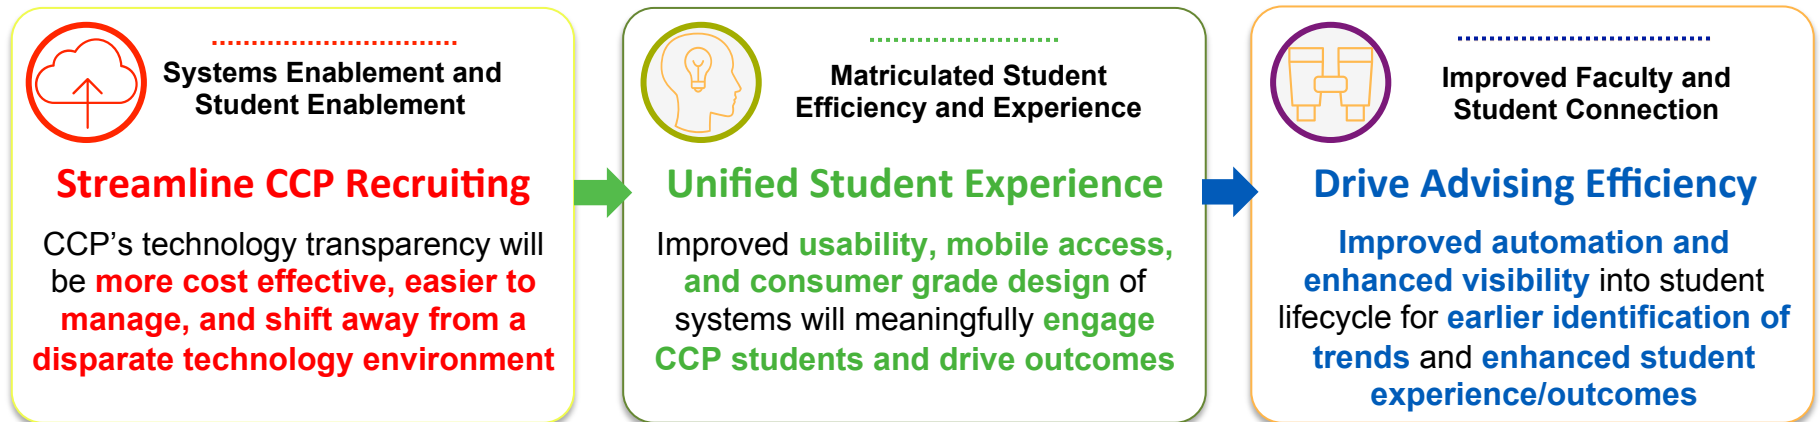 Systems Enablement and
Student Enablement
Streamline CCP Recruiting
CCP’s technology transparency will
be more cost effective, easier to
manage, and shift away from a
disparate technology environment
Matriculated Student
Efficiency and Experience
Unified Student Experience
Improved usability, mobile access,
and consumer grade design of
systems will meaningfully engage
CCP students and drive outcomes
Improved Faculty and
Student Connection
Drive Advising Efficiency
Improved automation and
enhanced visibility into student
lifecycle for earlier identification of
trends and enhanced student
experience/outcomes